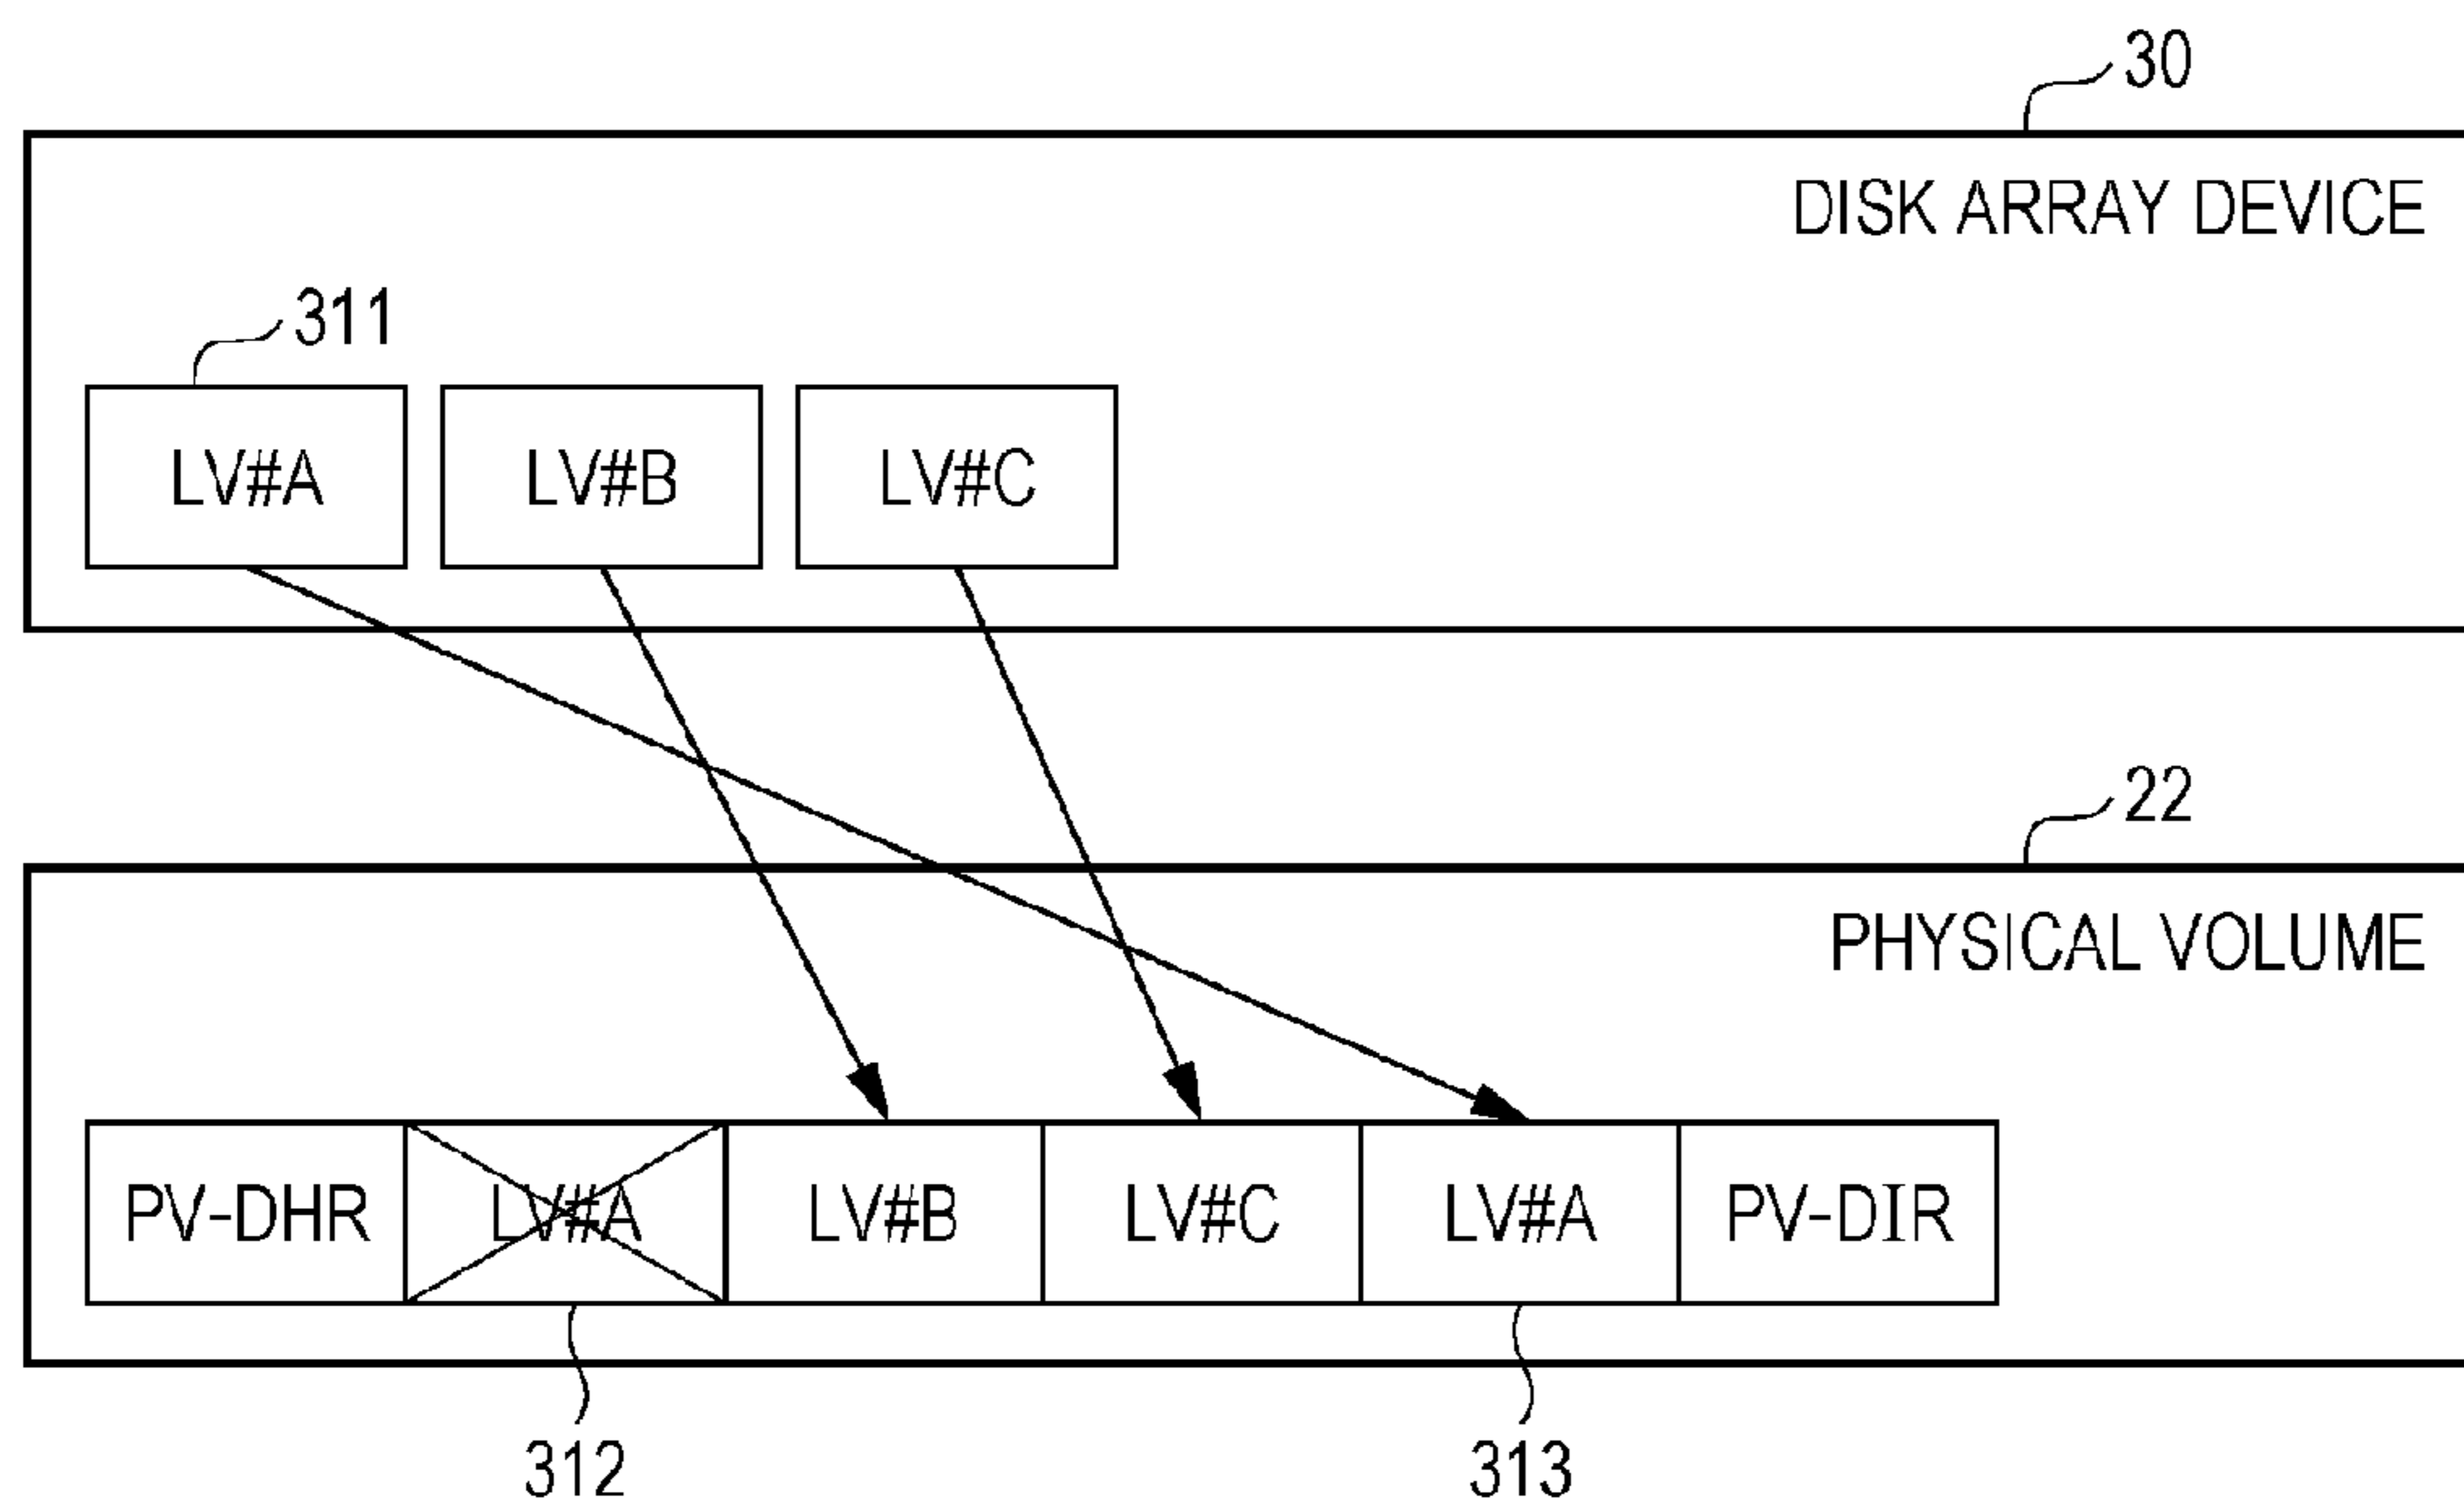 30
DISK ARRAY DEVICE
311
LV#A LV#B LV#C
22
PHYSICAL VOLUME
PV-DHR LV#A LV#B LV#C LV#A PV-DIR
312 313